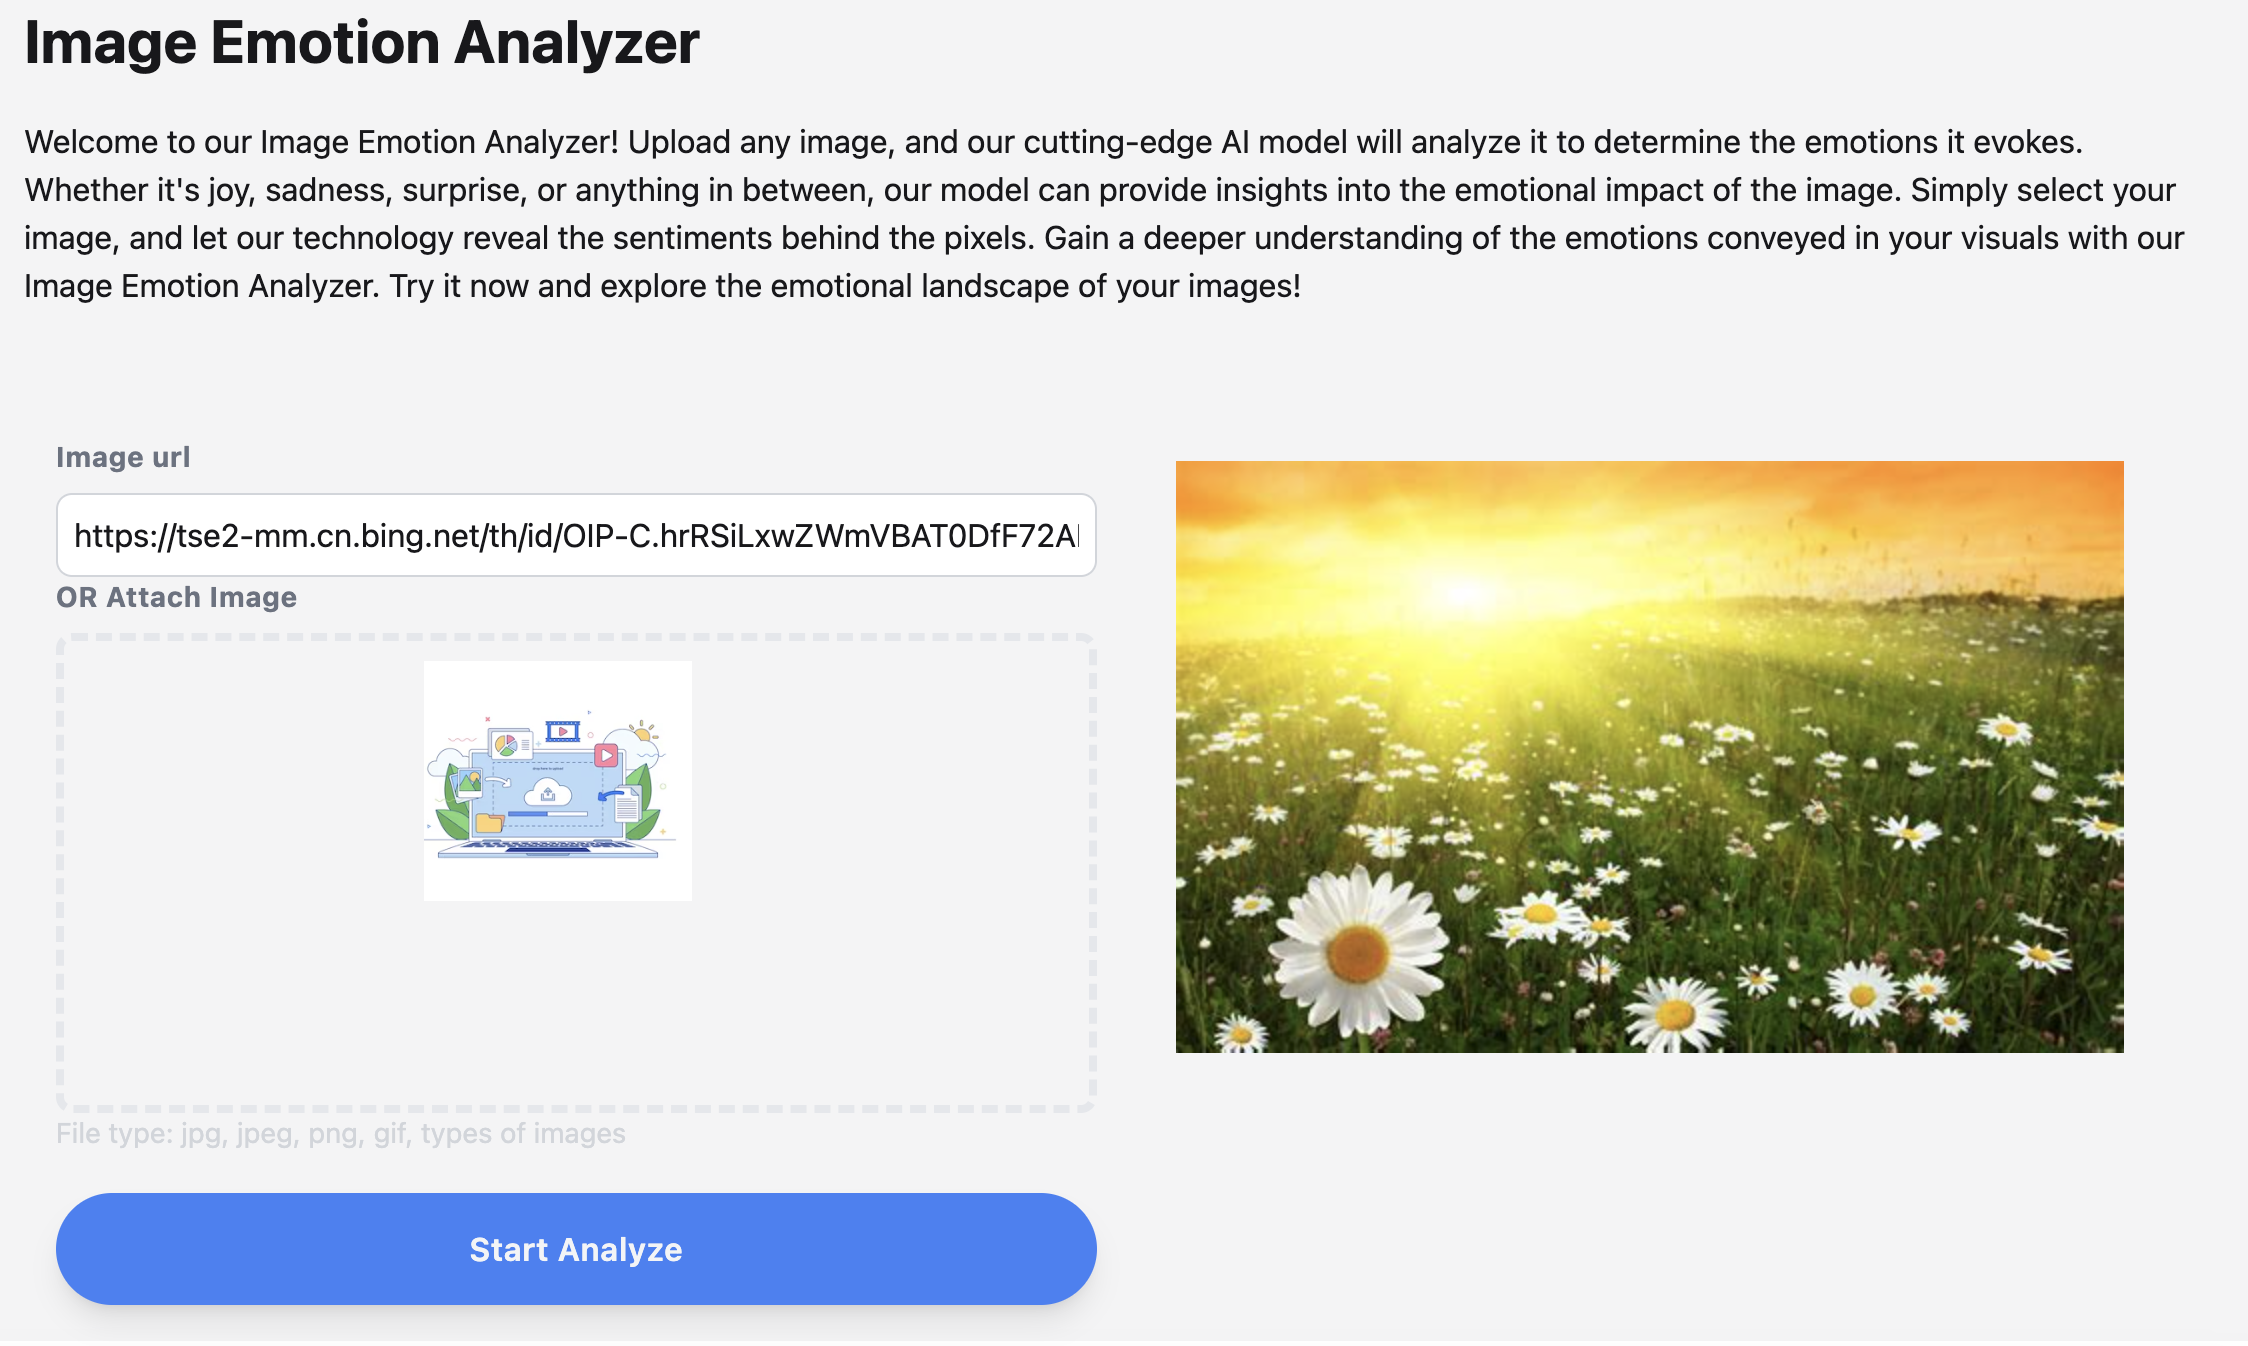 Image Emotion Analyzer
Welcome to our Image Emotion Analyzer! Upload any image, and our cutting-edge AI model will analyze it to determine the emotions it evokes.
Whether it's joy, sadness, surprise, or anything in between, our model can provide insights into the emotional impact of the image. Simply select your
image, and let our technology reveal the sentiments behind the pixels. Gain a deeper understanding of the emotions conveyed in your visuals with our
Image Emotion Analyzer. Try it now and explore the emotional landscape of your images!
Image url
https://tse2-mm.cn.bing.net/th/id/OIP-C.hrRSiLxwZWmVBAT0DfF72A
OR Attach Image
File type: jpg, jpeg, png, gif, types of images
Start Analyze